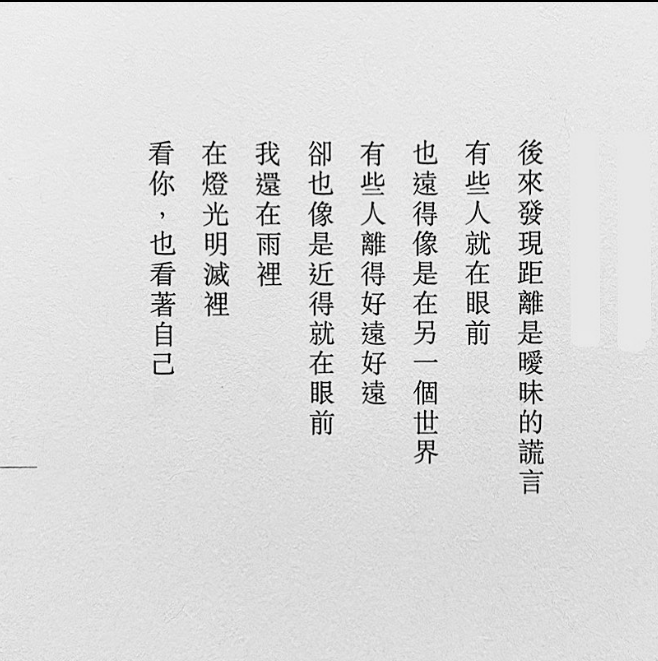 後來發現距離是曖昧的謊言
有些人就在眼前
也遠得像是在另一個世界
有些人離得好遠好遠
卻也像是近得就在眼前
我還在雨裡
在燈光明滅裡
看你，也看著自己